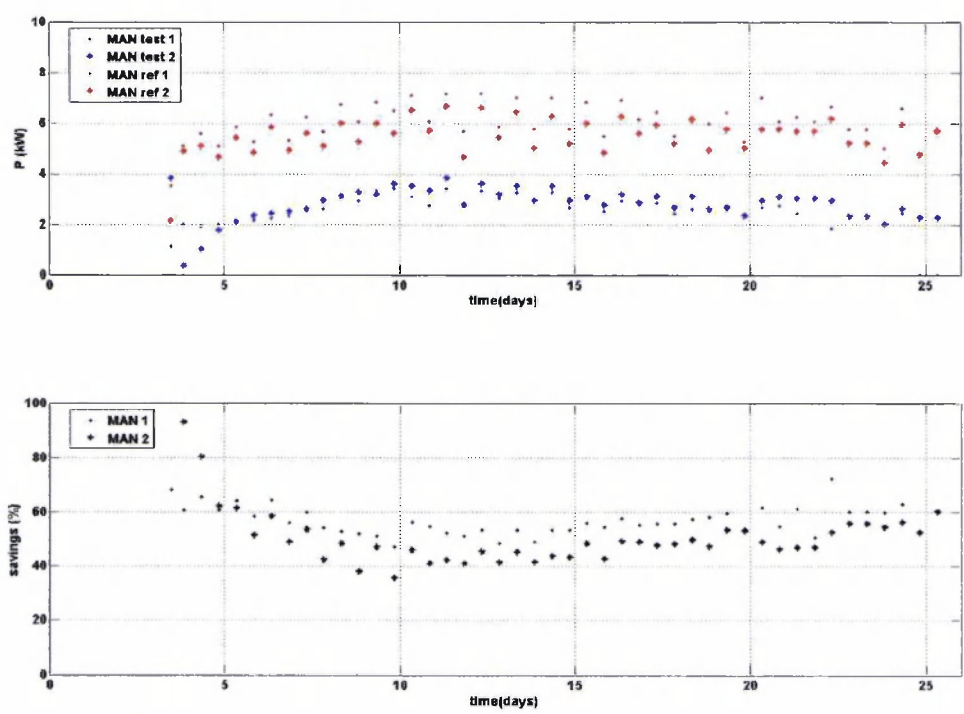 10
8
6
4
2
0
P (kW)
MAN test 1
MAN test 2
MAN ref 1
MAN ref 2
0 5 10 15 20 25
time(days)
100
80
60
40
20
0
savings (%)
MAN 1
MAN 2
0 5 10 15 20 25
time(days)